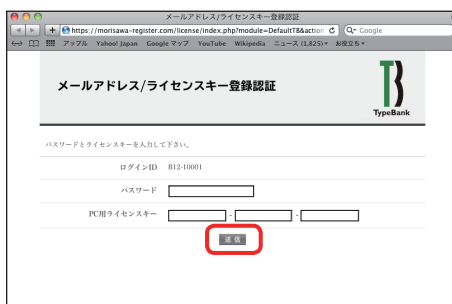 メールアドレス/ライセンスキー登録認証
https://morisawa-register.com/license/index.php?module=DefaultTB&action
Google
アップル Yahoo! Japan Google マップ YouTube Wikipedia ニュース (1,825)▼ お役立ち▼
メールアドレス/ライセンスキー登録認証
TB
TypeBank
パスワードとライセンスキーを入力して下さい。
ログインID B12-10001
パスワード
PC用ライセンスキー - -
送信